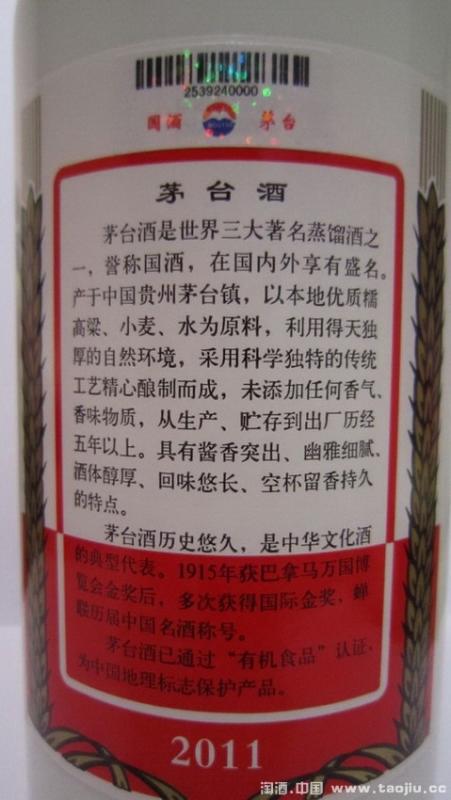 2539240000
国酒 茅台
茅台酒
茅台酒是世界三大著名蒸馏酒之
一，誉称国酒，在国内外享有盛名。
产于中国贵州茅台镇，以本地优质糯
高粱、小麦、水为原料，利用得天独
厚的自然环境，采用科学独特的传统
工艺精心酿制而成，未添加任何香气、
香味物质，从生产、贮存到出厂历经
五年以上。具有酱香突出、幽雅细腻、
酒体醇厚、回味悠长、空杯留香持久
的特点。
茅台酒历史悠久，是中华文化酒
的典型代表。1915年获巴拿马万国博
览会金奖后，多次获得国际金奖，蝉
联历届中国名酒称号。
茅台酒已通过“有机食品”认证，
为中国地理标志保护产品。
2011
淘酒.中国 www.taojiu.cc